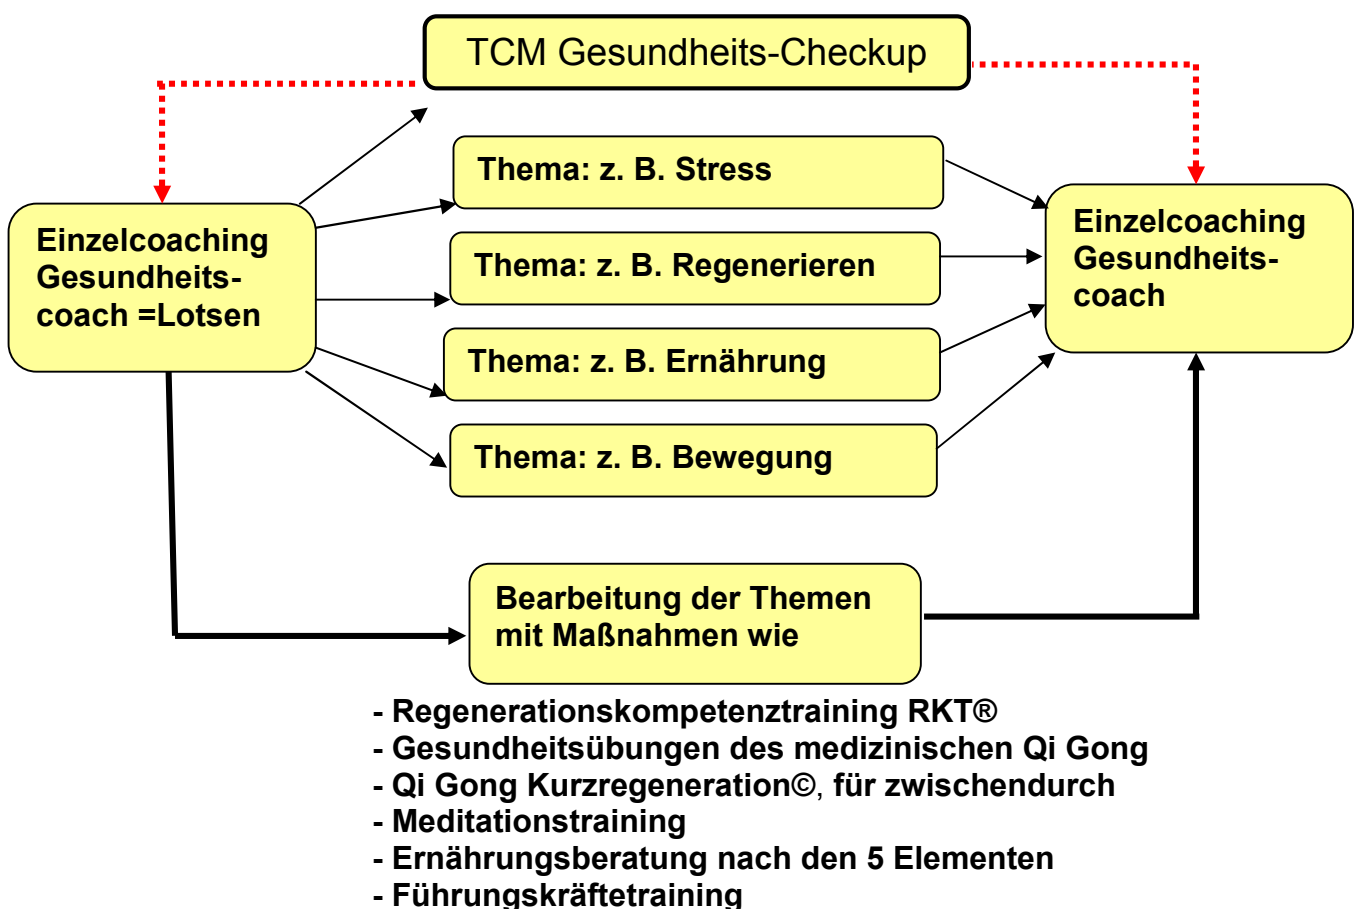 TCM Gesundheits-Checkup
Einzelcoaching
Gesundheits-
coach =Lotsen
Thema: z. B. Stress
Thema: z. B. Regenerieren
Thema: z. B. Ernährung
Thema: z. B. Bewegung
Einzelcoaching
Gesundheits-
coach
Bearbeitung der Themen
mit Maßnahmen wie
- Regenerationskompetenztraining RKT®
- Gesundheitsübungen des medizinischen Qi Gong
- Qi Gong Kurzregeneration©, für zwischendurch
- Meditationstraining
- Ernährungsberatung nach den 5 Elementen
- Führungskräftetraining